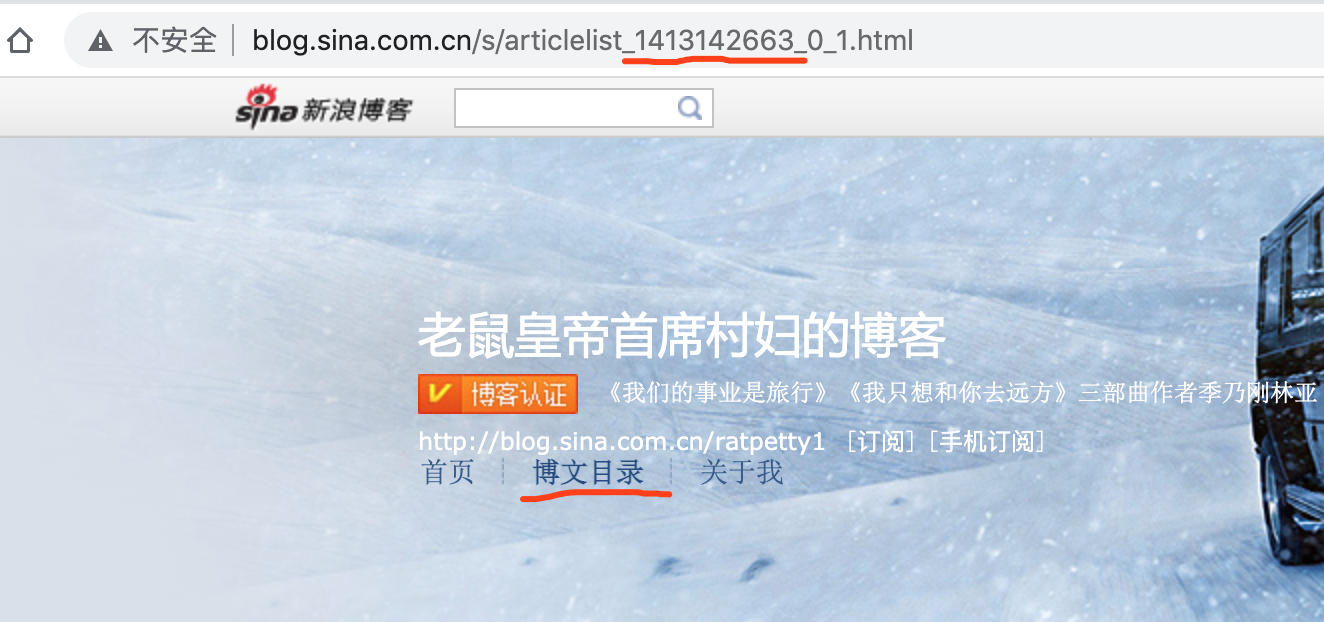 不安全 blog.sina.com.cn/s/articlelist_1413142663_0_1.html
sina 新浪博客
老鼠皇帝首席村妇的博客
博客认证 《我们的事业是旅行》《我只想和你去远方》三部曲作者季乃刚林亚
http://blog.sina.com.cn/ratpetty1 [订阅] [手机订阅]
首页 博文目录 关于我